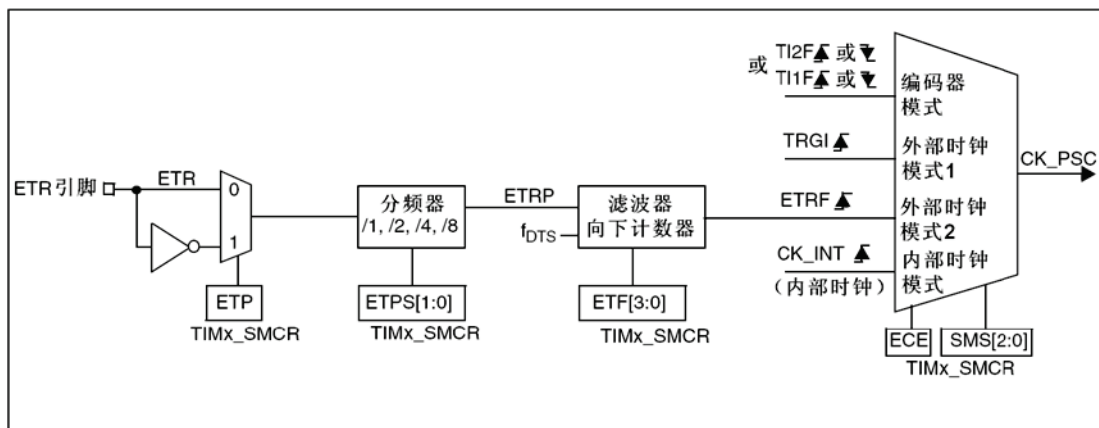 ETR引脚
ETR
0
1
ETP
TIMx_SMCR
分频器
/1, /2, /4, /8
ETPS[1:0]
TIMx_SMCR
ETRP
fDTS
滤波器
向下计数器
ETF[3:0]
TIMx_SMCR
TI2F 或
或 TI1F 或
TRGI
ETRF
CK_INT
（内部时钟）
编码器
模式
外部时钟
模式1
外部时钟
模式2
内部时钟
模式
CK_PSC
ECE
SMS[2:0]
TIMx_SMCR